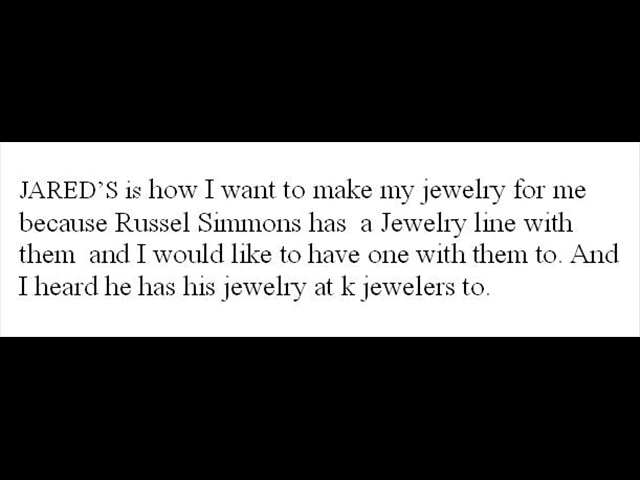 JARED’S is how I want to make my jewelry for me
because Russel Simmons has  a Jewelry line with
them  and I would like to have one with them to. And
I heard he has his jewelry at k jewelers to.